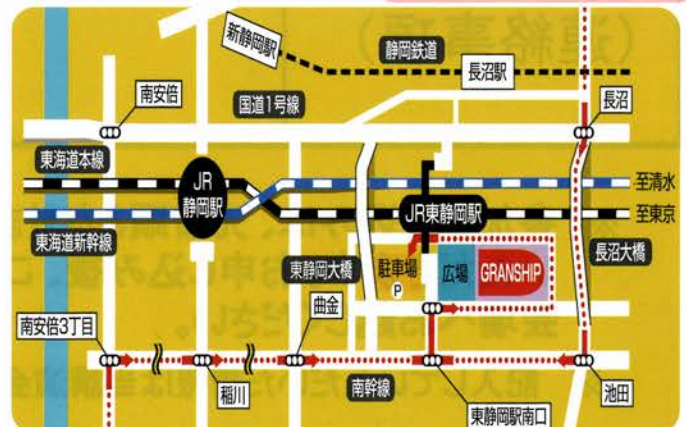 新静岡駅
静岡鉄道
長沼駅
南安倍
国道1号線
長沼
東海道本線
JR
静岡駅
JR東静岡駅
至清水
至東京
東海道新幹線
東静岡大橋
駐車場
P
広場
GRANSHIP
長沼大橋
南安倍3丁目
曲金
稲川
南幹線
東静岡駅南口
池田